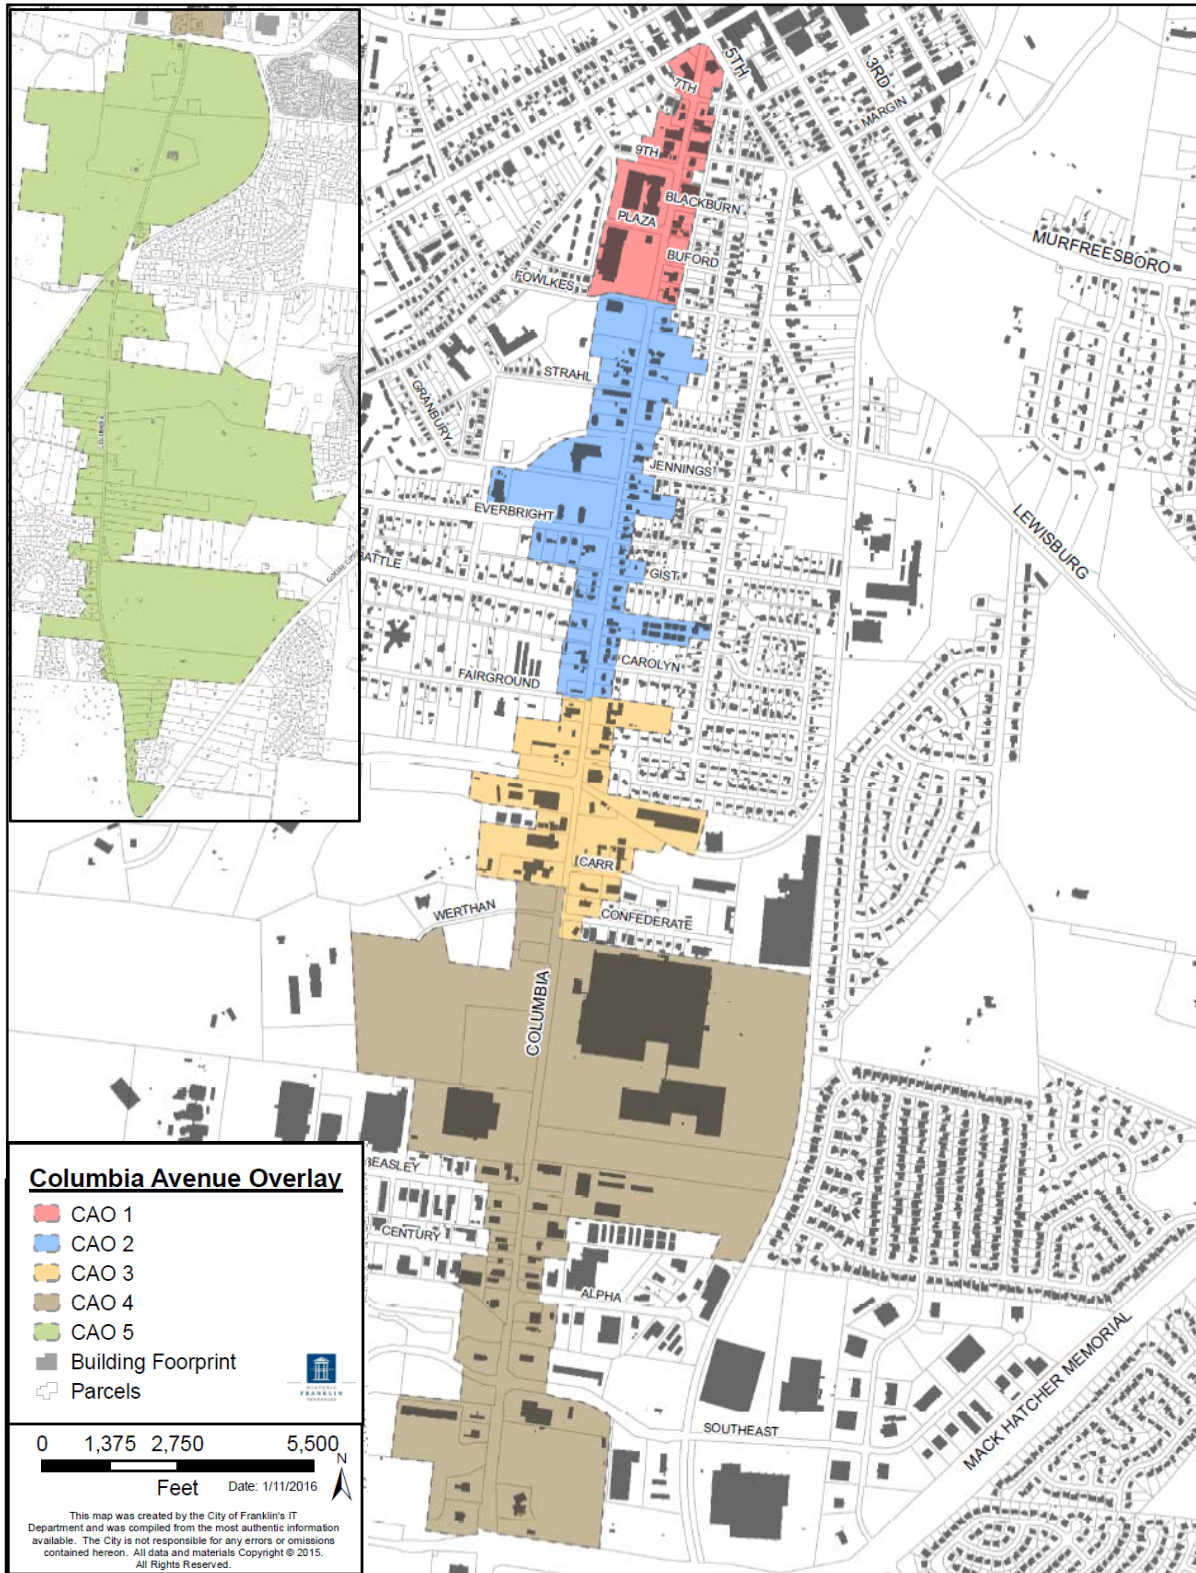 5TH
7TH
3RD
MARGIN
9TH
BLACKBURN
PLAZA
MURFREESBORO
BUFORD
FOWLKES
STRAHL
GRANBURY
COLUMBIA
JENNINGS
EVERBRIGHT
LEWISBURG
BATTLE
GIST
CAROLYN
FAIRGROUND
CARR
WERTHAN
CONFEDERATE
COLUMBIA
BEASLEY
CENTURY
ALPHA
MACK HATCHER MEMORIAL
SOUTHEAST
Columbia Avenue Overlay
CAO 1
CAO 2
CAO 3
CAO 4
CAO 5
Building Foorprint
Parcels
HISTORIC
FRANKLIN
TENNESSEE
0 1,375 2,750 5,500
N
Feet Date: 1/11/2016
This map was created by the City of Franklin's IT
Department and was compiled from the most authentic information
available. The City is not responsible for any errors or omissions
contained hereon. All data and materials Copyright © 2015.
All Rights Reserved.